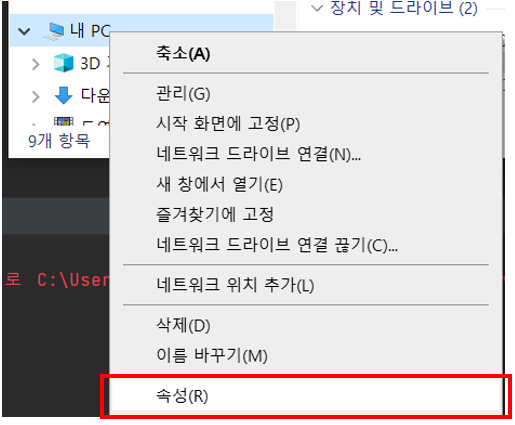 장치 및 드라이브 (2)
내 PC
3D
다운
9개 항목
로 C:\User
축소(A)
관리(G)
시작 화면에 고정(P)
네트워크 드라이브 연결(N)...
새 창에서 열기(E)
즐겨찾기에 고정
네트워크 드라이브 연결 끊기(C)...
네트워크 위치 추가(L)
삭제(D)
이름 바꾸기(M)
속성(R)